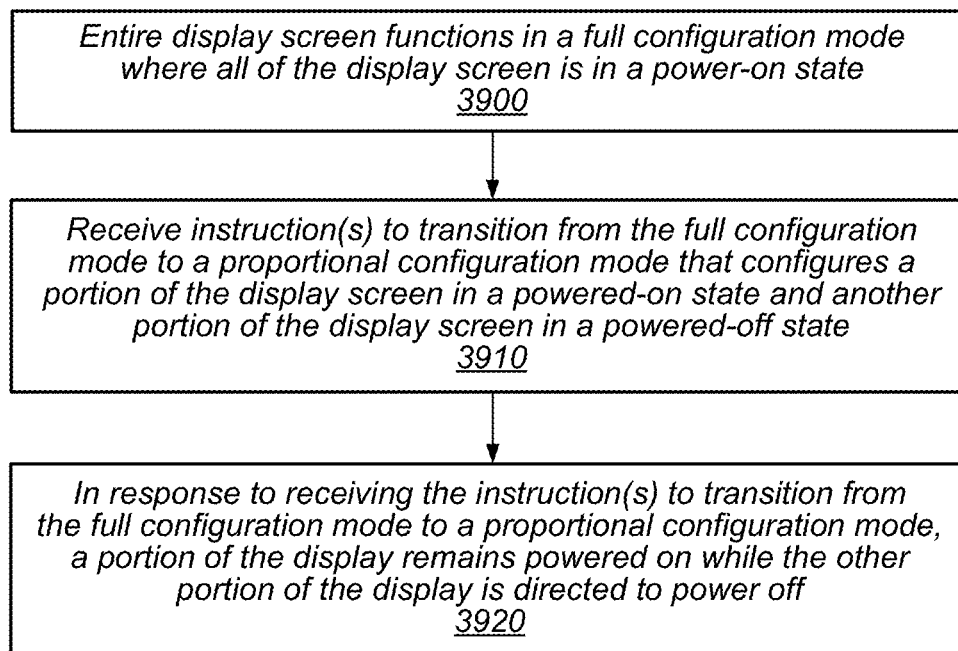 Entire display screen functions in a full configuration mode
where all of the display screen is in a power-on state
3900
Receive instruction(s) to transition from the full configuration
mode to a proportional configuration mode that configures a
portion of the display screen in a powered-on state and another
portion of the display screen in a powered-off state
3910
In response to receiving the instruction(s) to transition from
the full configuration mode to a proportional configuration mode,
a portion of the display remains powered on while the other
portion of the display is directed to power off
3920